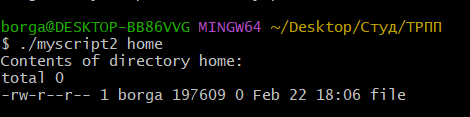 borga@DESKTOP-BB86VVG MINGW64 ~/Desktop/Студ/ТРПП
$ ./myscript2 home
Contents of directory home:
total 0
-rw-r--r-- 1 borga 197609 0 Feb 22 18:06 file